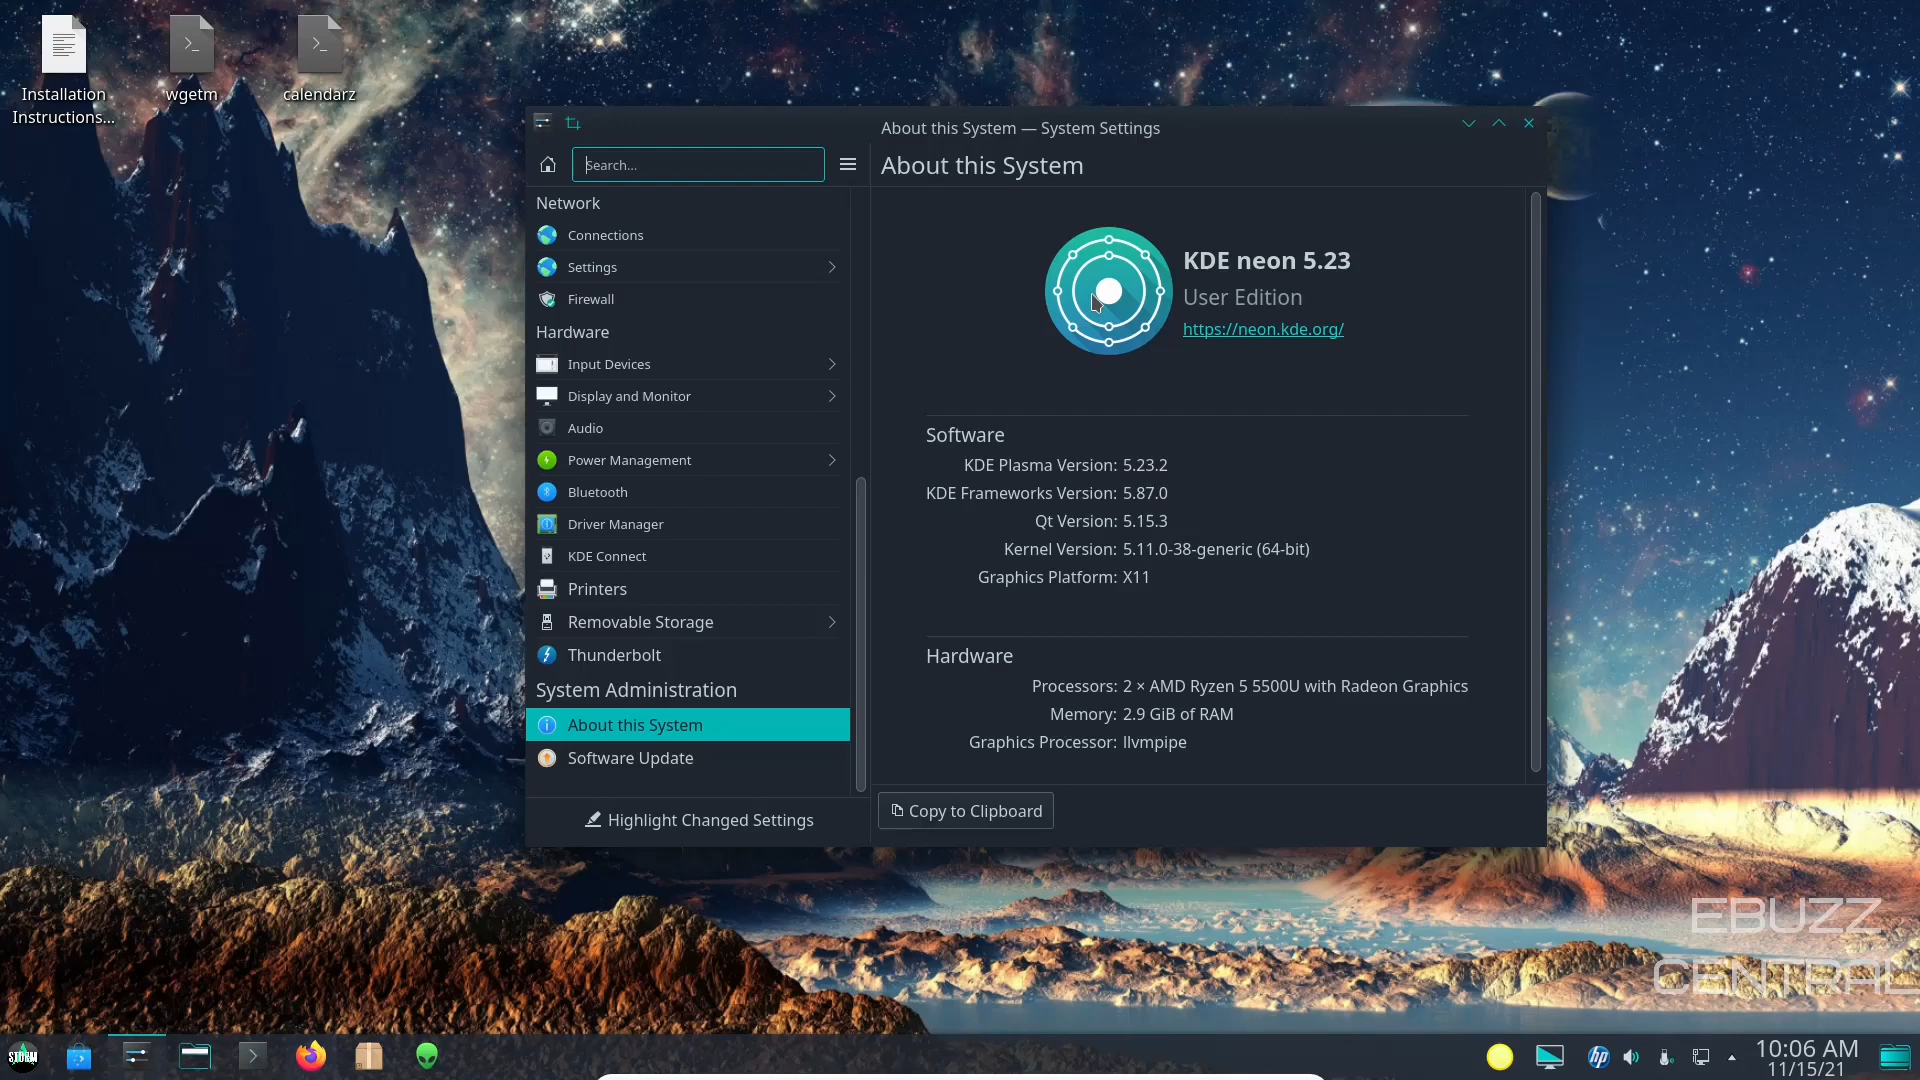 Installation
Instructions...
wgetm
calendarz
About this System — System Settings
Search...
About this System
Network
Connections
Settings
Firewall
Hardware
Input Devices
Display and Monitor
Audio
Power Management
Bluetooth
Driver Manager
KDE Connect
Printers
Removable Storage
Thunderbolt
System Administration
About this System
Software Update
Highlight Changed Settings
KDE neon 5.23
User Edition
https://neon.kde.org/
Software
KDE Plasma Version: 5.23.2
KDE Frameworks Version: 5.87.0
Qt Version: 5.15.3
Kernel Version: 5.11.0-38-generic (64-bit)
Graphics Platform: X11
Hardware
Processors: 2 × AMD Ryzen 5 5500U with Radeon Graphics
Memory: 2.9 GiB of RAM
Graphics Processor: llvmpipe
Copy to Clipboard
EBUZZ
CENTRAL
STORM
hp
10:06 AM
11/15/21